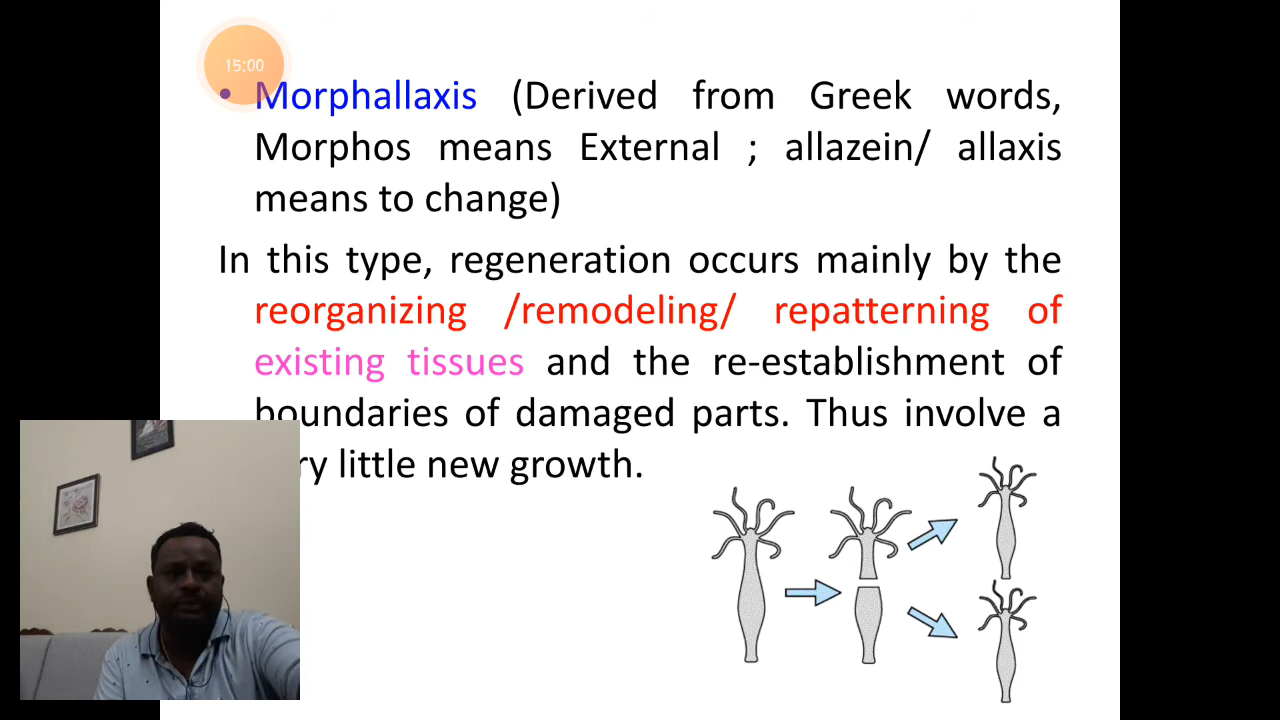 15:00
• Morphallaxis (Derived from Greek words,
Morphos means External ; allazein/ allaxis
means to change)
In this type, regeneration occurs mainly by the
reorganizing /remodeling/ repatterning of
existing tissues and the re-establishment of
boundaries of damaged parts. Thus involve a
little new growth.